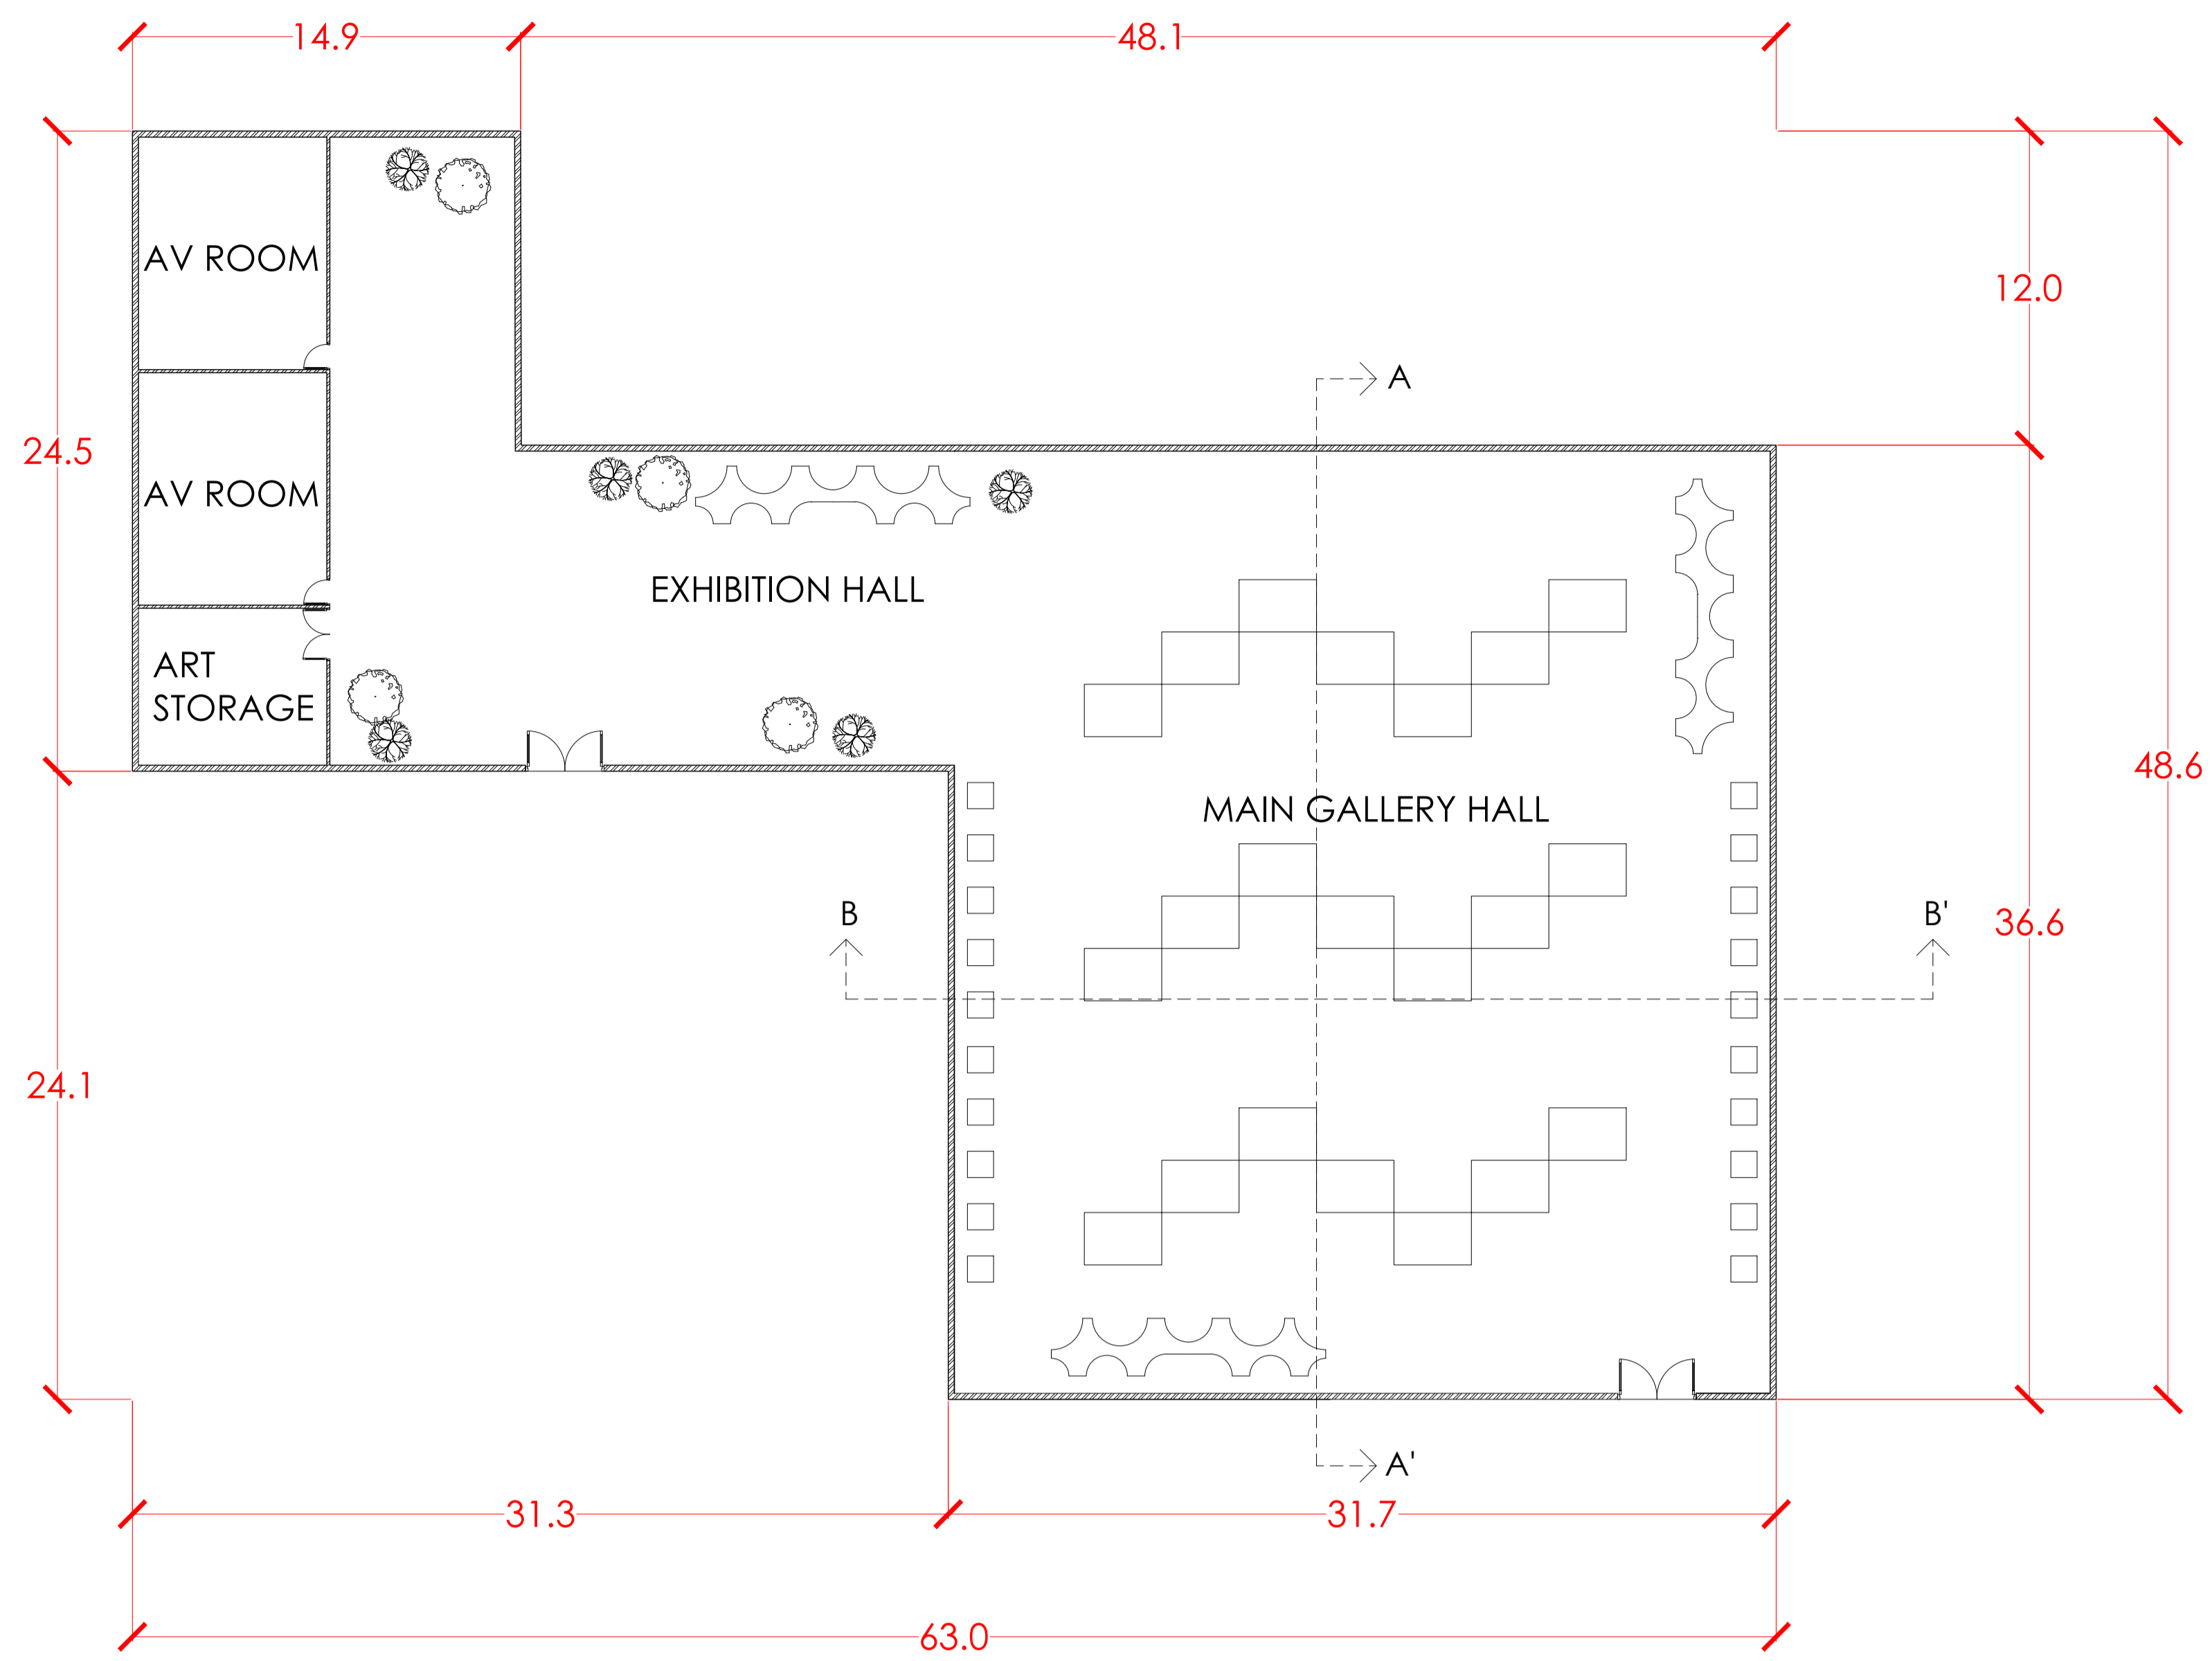 14.9
48.1
AV ROOM
12.0
A
24.5
AV ROOM
EXHIBITION HALL
ART
STORAGE
48.6
MAIN GALLERY HALL
B
B'
36.6
24.1
A'
31.3
31.7
63.0